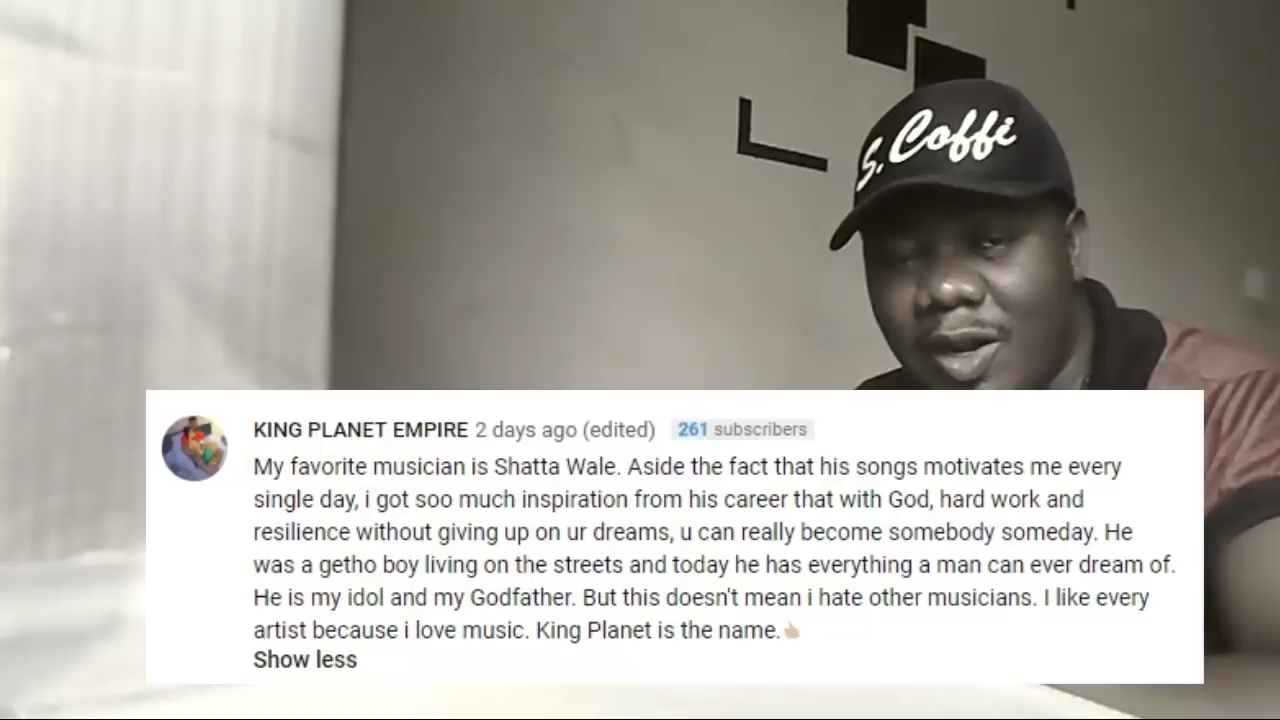 S. Coffi
KING PLANET EMPIRE 2 days ago (edited) 261 subscribers
My favorite musician is Shatta Wale. Aside the fact that his songs motivates me every
single day, i got soo much inspiration from his career that with God, hard work and
resilience without giving up on ur dreams, u can really become somebody someday. He
was a getho boy living on the streets and today he has everything a man can ever dream of.
He is my idol and my Godfather. But this doesn't mean i hate other musicians. I like every
artist because i love music. King Planet is the name.
Show less